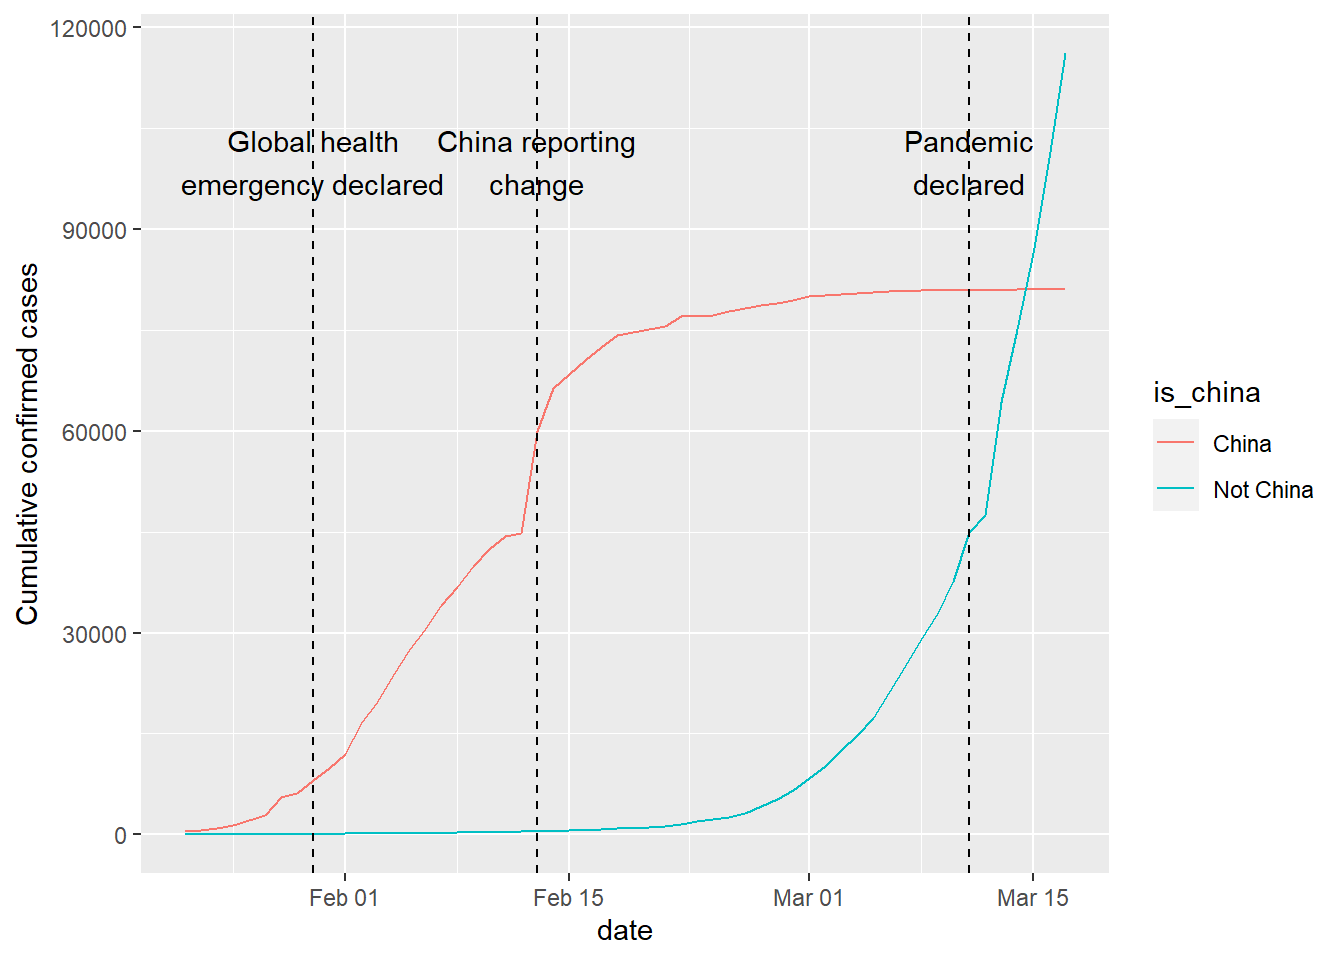 120000
90000
60000
30000
0
Cumulative confirmed cases
Global health
emergency declared
China reporting
change
Pandemic
declared
Feb 01
Feb 15
Mar 01
Mar 15
date
is_china
China
Not China